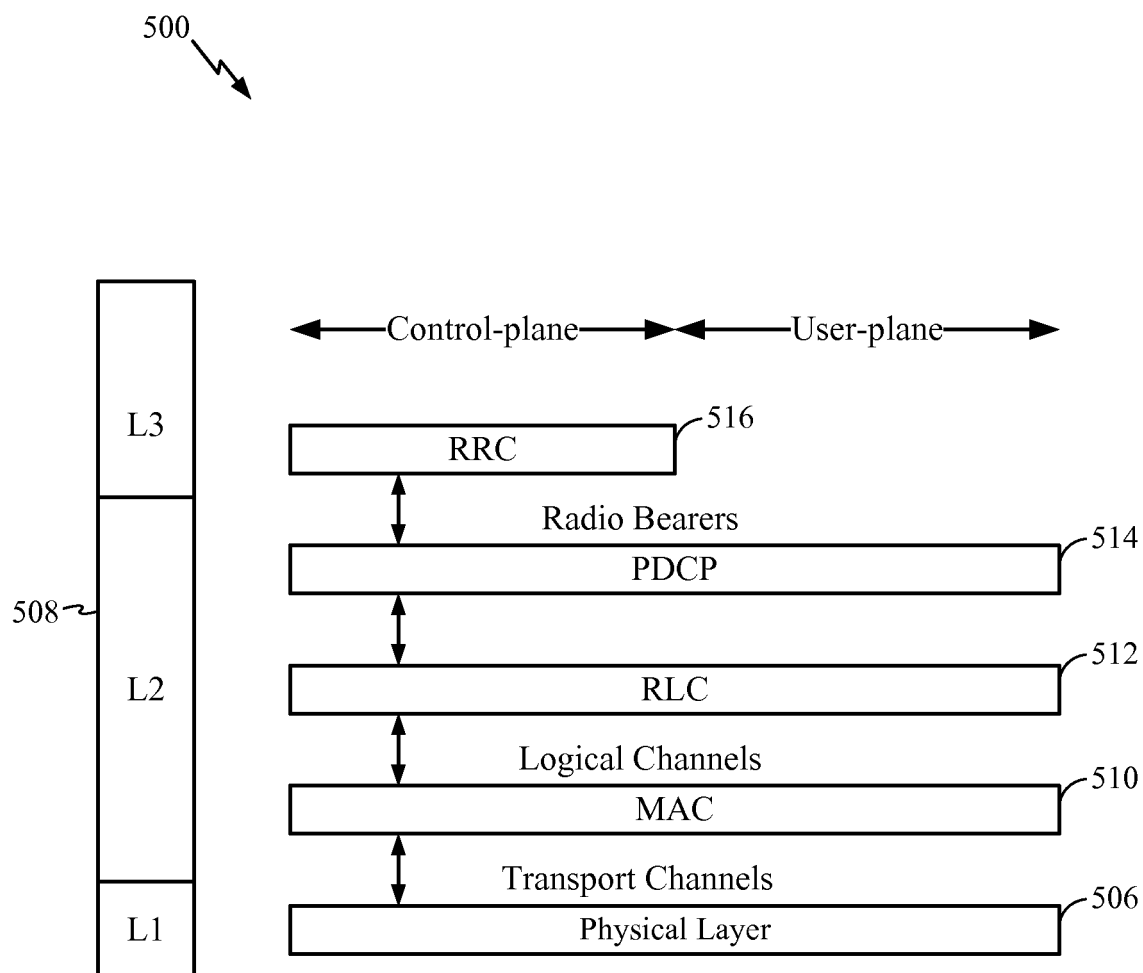 500
Control-plane
User-plane
L3
516
RRC
Radio Bearers
514
PDCP
508
L2
512
RLC
Logical Channels
510
MAC
Transport Channels
506
L1
Physical Layer